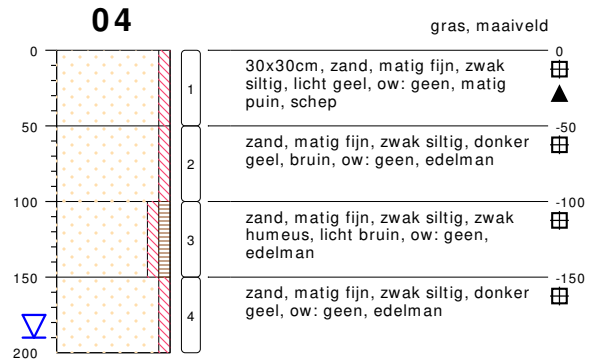 04
gras, maaiveld
0
0
1
30x30cm, zand, matig fijn, zwak
siltig, licht geel, ow: geen, matig
puin, schep
50
-50
2
zand, matig fijn, zwak siltig, donker
geel, bruin, ow: geen, edelman
100
-100
3
zand, matig fijn, zwak siltig, zwak
humeus, licht bruin, ow: geen,
edelman
150
-150
4
zand, matig fijn, zwak siltig, donker
geel, ow: geen, edelman
200